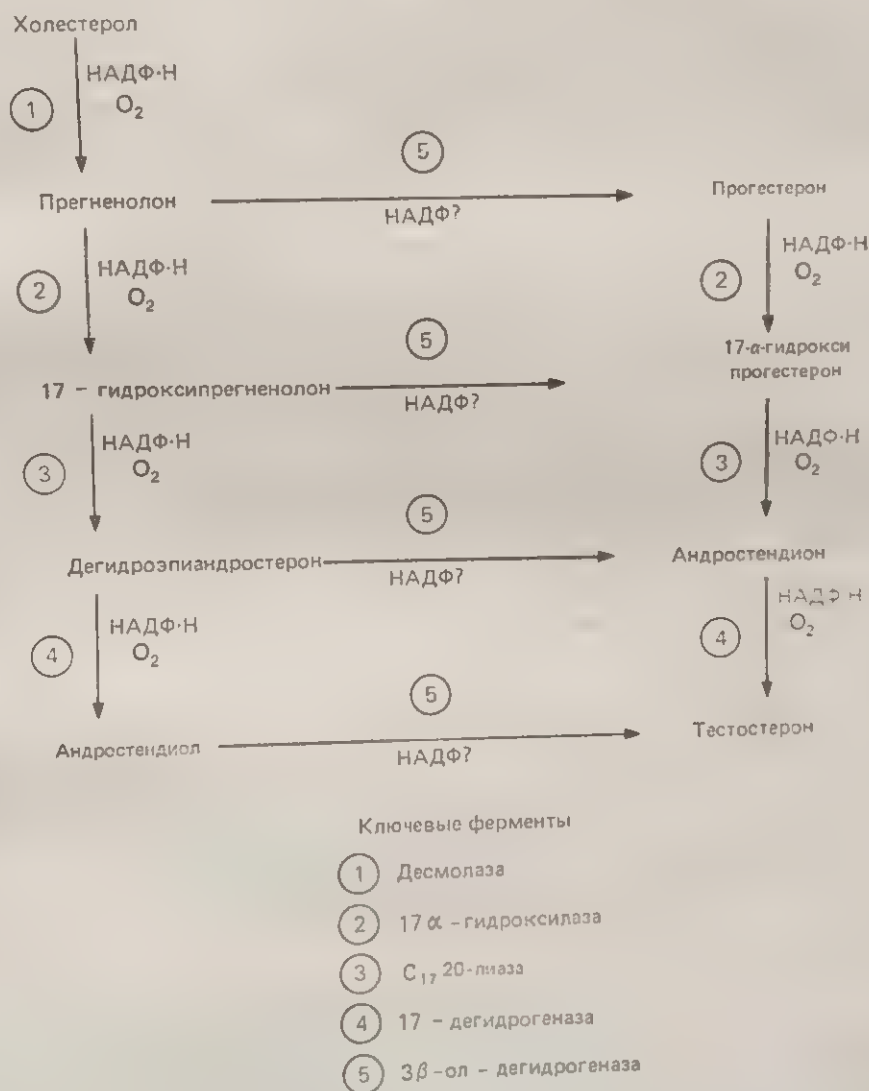 Холестерол
НАДФ·Н
1
O₂
5
Прегненолон
НАДФ?
Прогестерон
НАДФ·Н
2
O₂
НАДФ·Н
2
O₂
5
17-α-гидрокси
прогестерон
17 – гидроксипрегненолон
НАДФ?
НАДФ·Н
3
O₂
НАДФ·Н
3
O₂
5
Дегидроэпиандростерон
НАДФ?
Андростендион
НАДФ·Н
4
O₂
НАДФ·Н
4
O₂
5
Андростендиол
НАДФ?
Тестостерон
Ключевые ферменты
1 Десмолаза
2 17α – гидроксилаза
3 C₁₇ 20-лиаза
4 17 – дегидрогеназа
5 3β-ол – дегидрогеназа